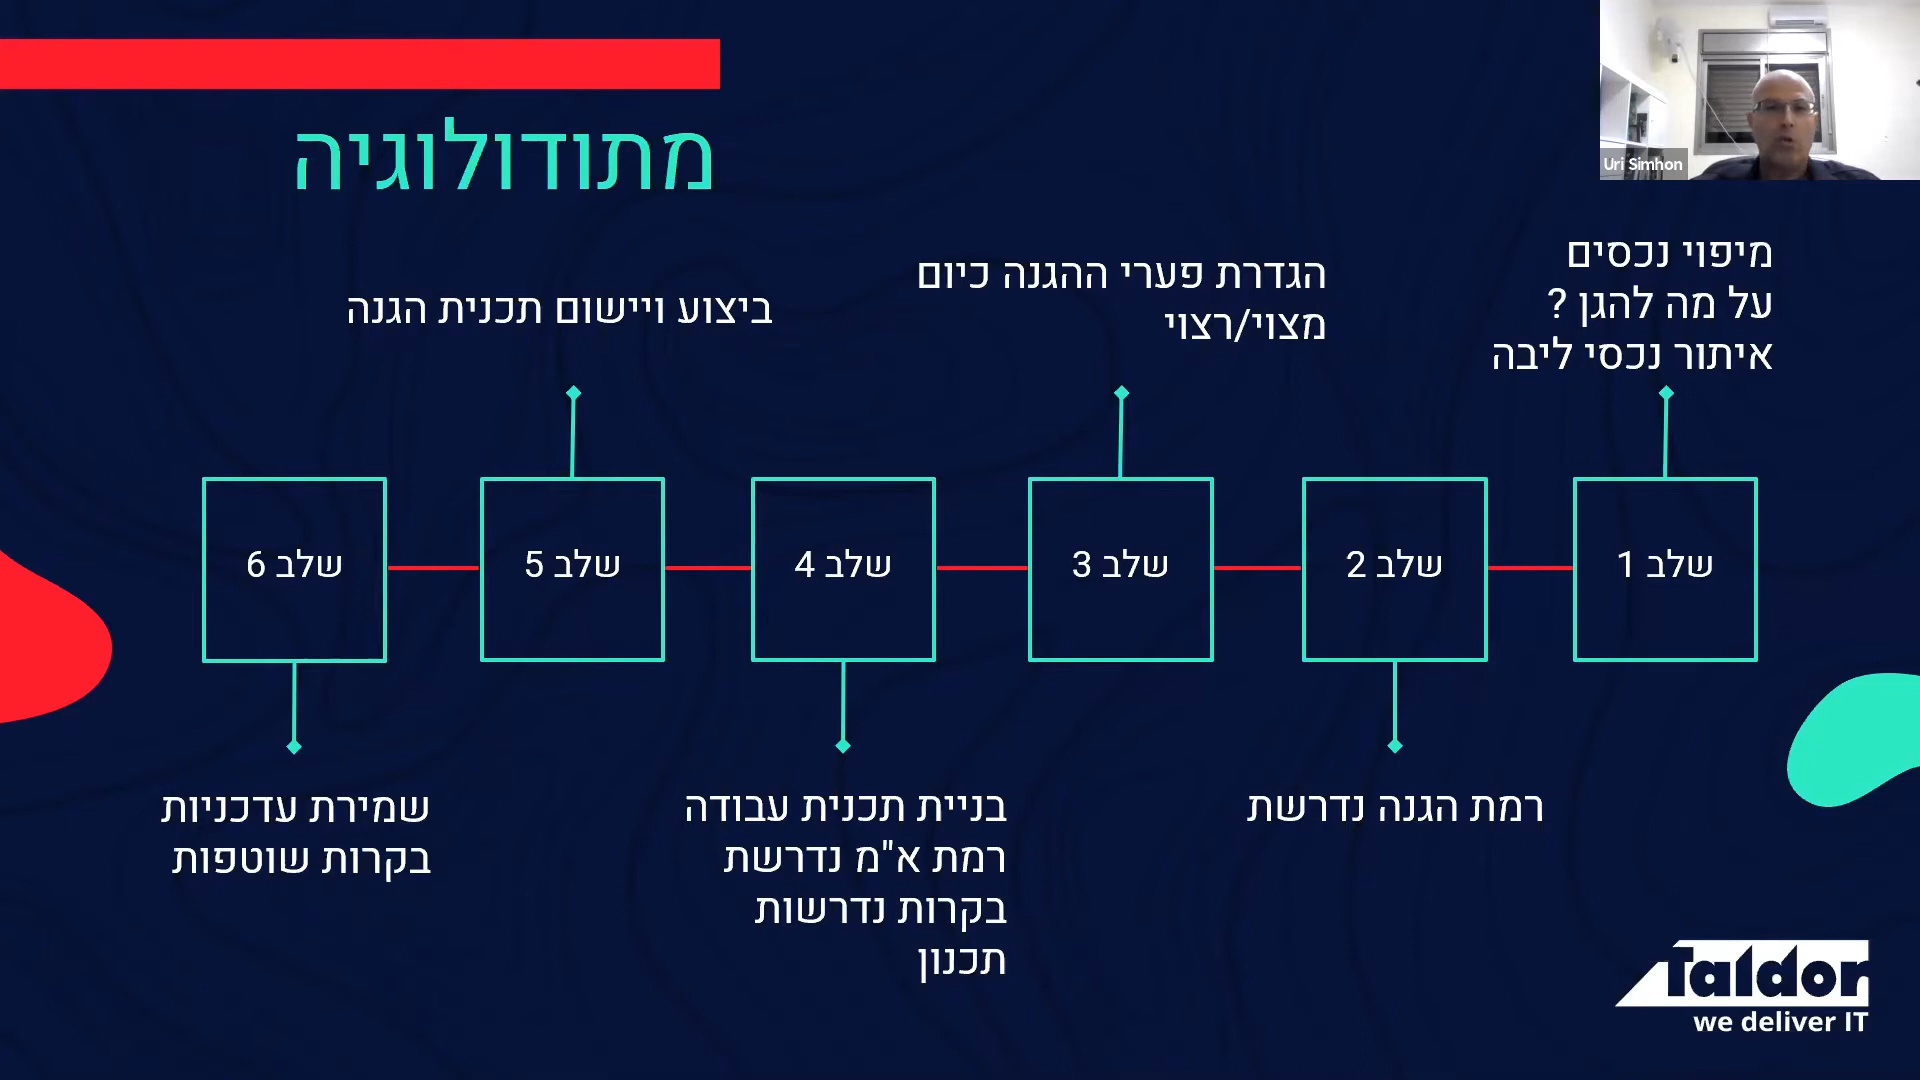 מתודולוגיה
Uri Simhon
מיפוי נכסים
על מה להגן ?
איתור נכסי ליבה
הגדרת פערי ההגנה כיום
מצוי/רצוי
ביצוע ויישום תכנית הגנה
שלב 1
שלב 2
שלב 3
שלב 4
שלב 5
שלב 6
רמת הגנה נדרשת
בניית תכנית עבודה
רמת א"מ נדרשת
בקרות נדרשות
תכנון
שמירת עדכניות
בקרות שוטפות
Taldor
we deliver IT